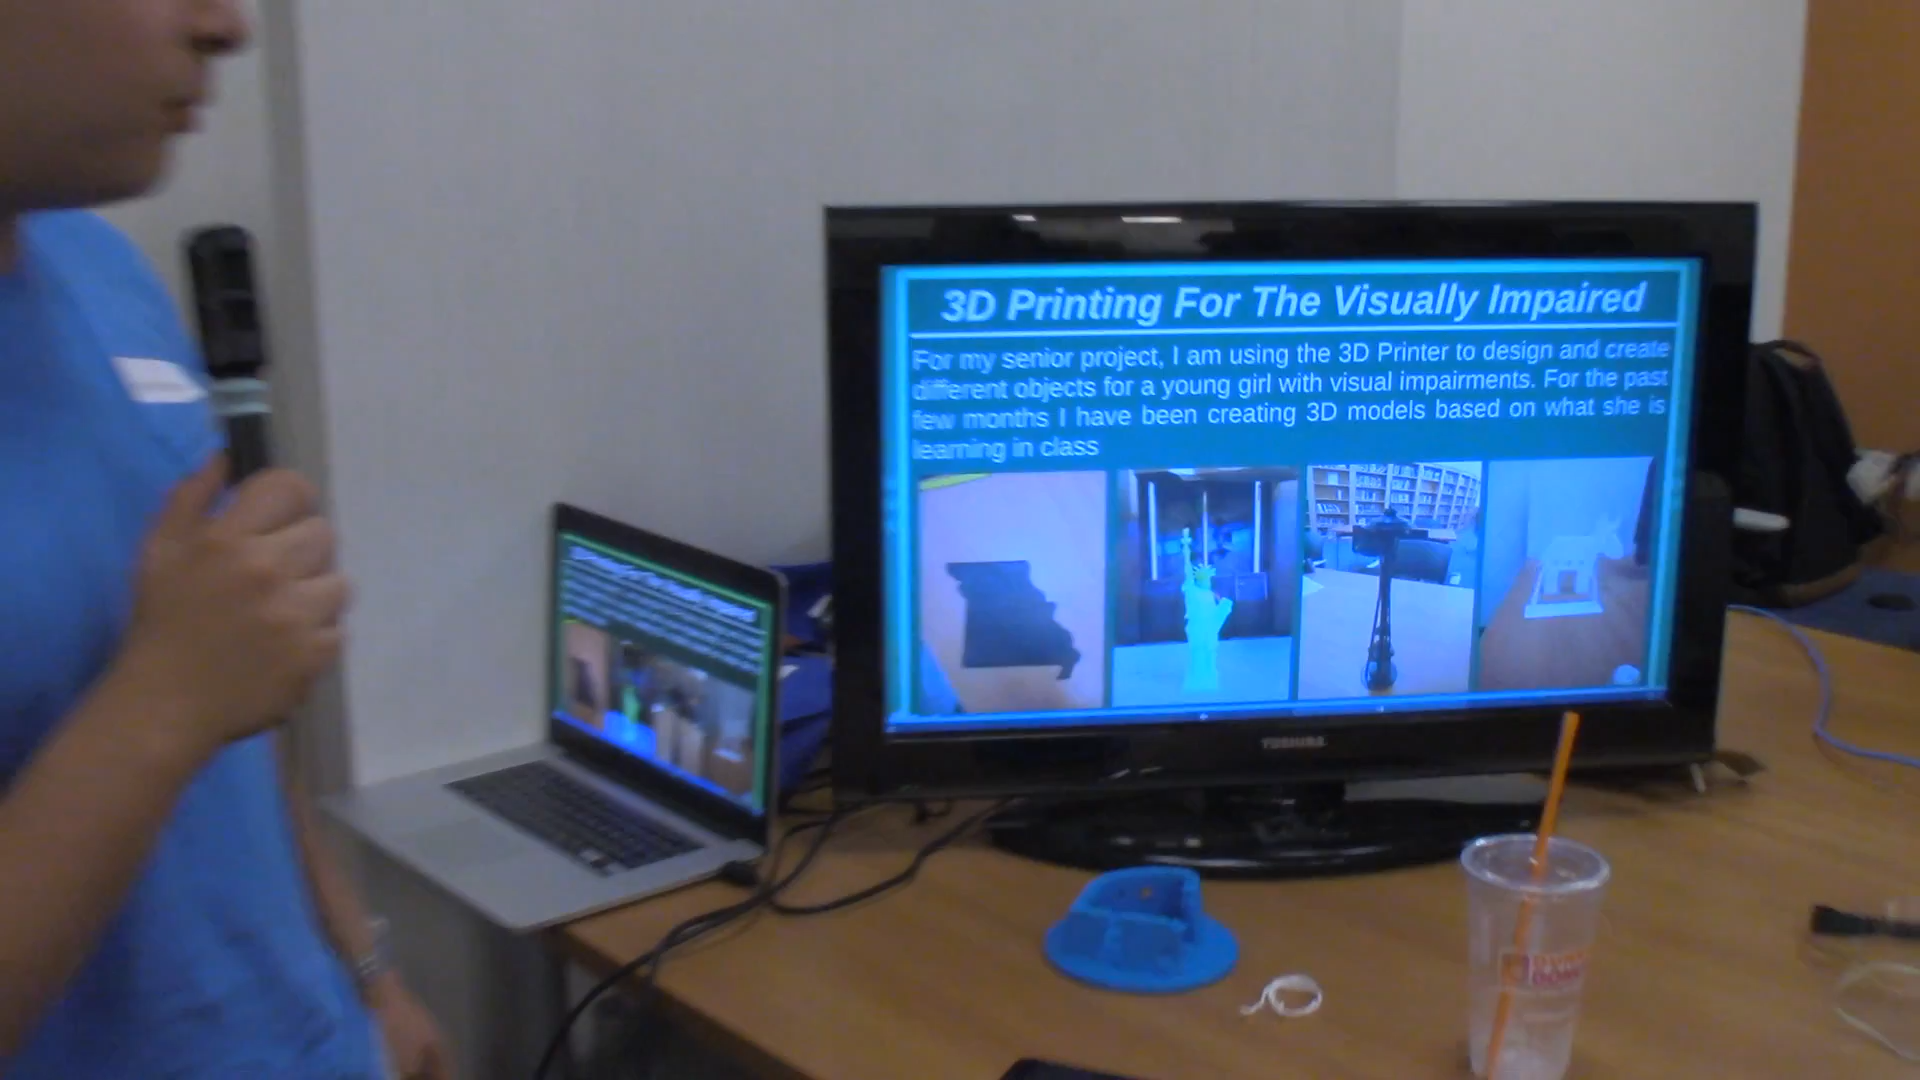 3D Printing For The Visually Impaired
For my senior project, I am using the 3D Printer to design and create
different objects for a young girl with visual impairments. For the past
few months I have been creating 3D models based on what she is
learning in class
TOSHIBA